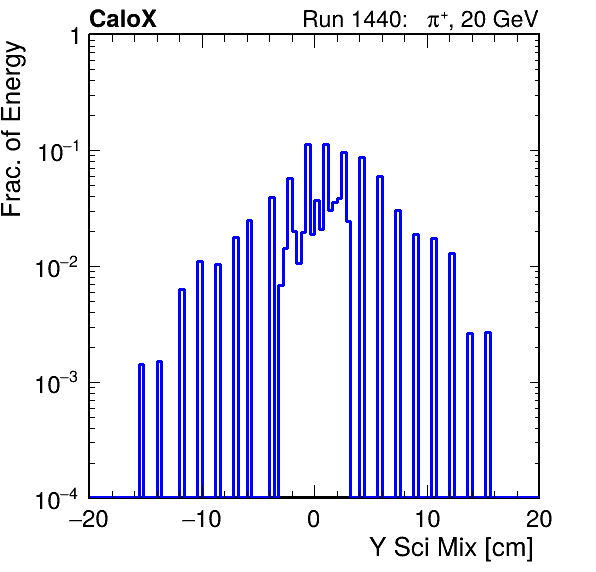 CaloX Run 1440: π⁺, 20 GeV
Frac. of Energy
1
10⁻¹
10⁻²
10⁻³
10⁻⁴
−20 −10 0 10 20
Y Sci Mix [cm]